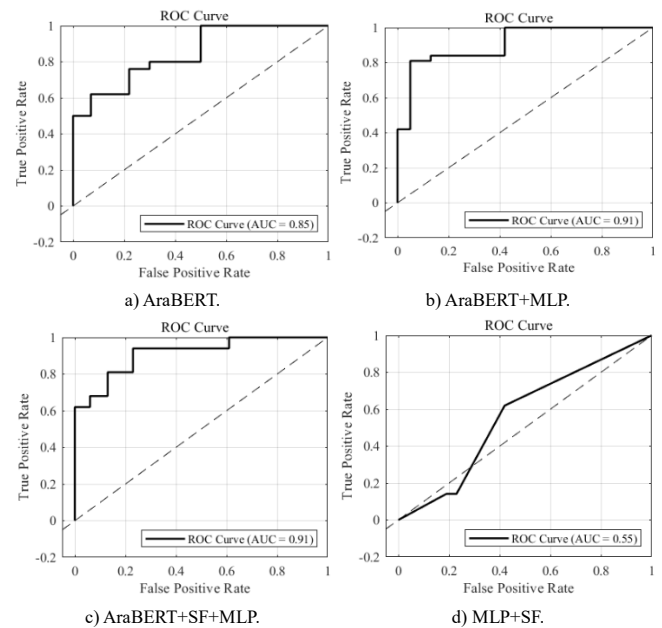 ROC Curve
1
0.8
0.6
0.4
0.2
0
-0.2
True Positive Rate
ROC Curve (AUC = 0.85)
0 0.2 0.4 0.6 0.8 1
False Positive Rate
a) AraBERT.
ROC Curve
1
0.8
0.6
0.4
0.2
0
-0.2
True Positive Rate
ROC Curve (AUC = 0.91)
0 0.2 0.4 0.6 0.8 1
False Positive Rate
b) AraBERT+MLP.
ROC Curve
1
0.8
0.6
0.4
0.2
0
-0.2
True Positive Rate
ROC Curve (AUC = 0.91)
0 0.2 0.4 0.6 0.8 1
False Positive Rate
c) AraBERT+SF+MLP.
ROC Curve
1
0.8
0.6
0.4
0.2
0
-0.2
True Positive Rate
ROC Curve (AUC = 0.55)
0 0.2 0.4 0.6 0.8 1
False Positive Rate
d) MLP+SF.